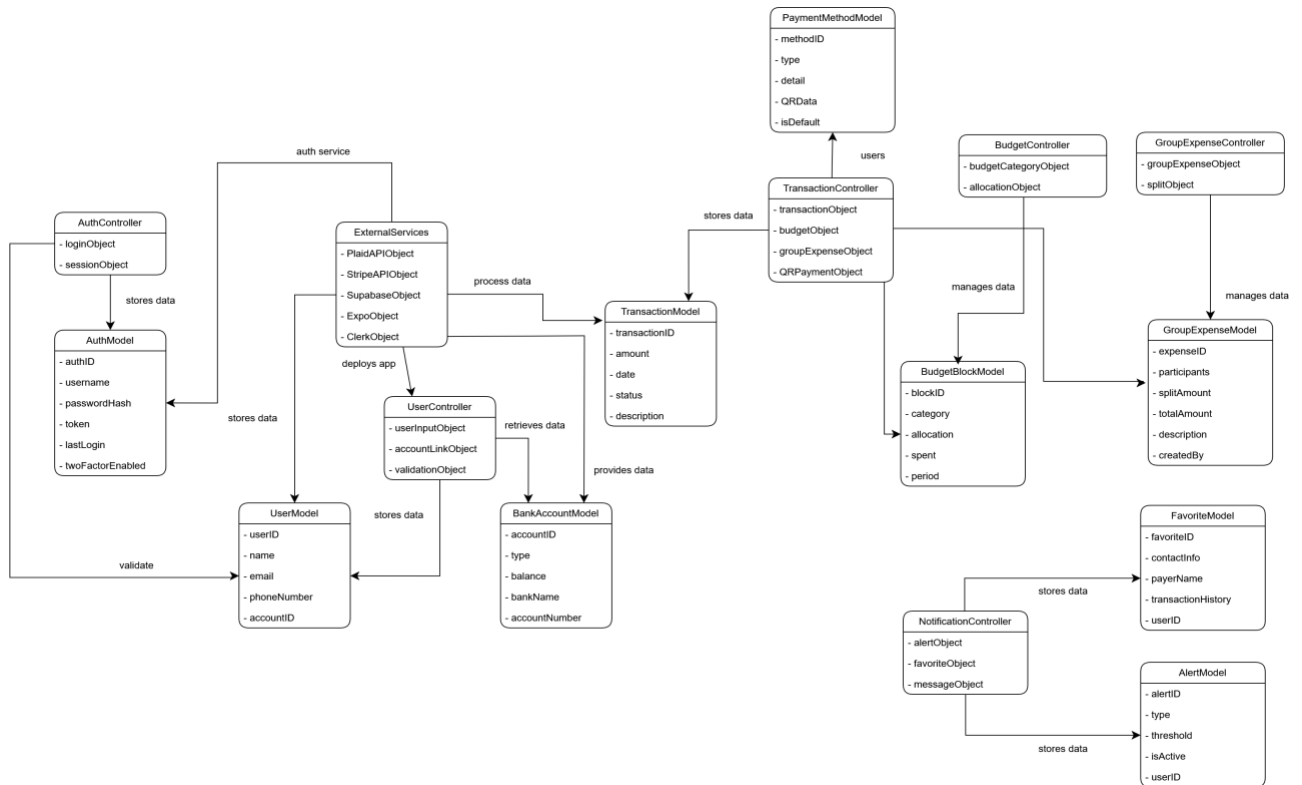 PaymentMethodModel
- methodID
- type
- detail
- QRData
- isDefault
users
auth service
AuthController
- loginObject
- sessionObject
stores data
AuthModel
- authID
- username
- passwordHash
- token
- lastLogin
- twoFactorEnabled
validate
ExternalServices
- PlaidAPIObject
- StripeAPIObject
- SupabaseObject
- ExpoObject
- ClerkObject
process data
deploys app
stores data
UserController
- userInputObject
- accountLinkObject
- validationObject
retrieves data
provides data
stores data
UserModel
- userID
- name
- email
- phoneNumber
- accountID
BankAccountModel
- accountID
- type
- balance
- bankName
- accountNumber
TransactionController
- transactionObject
- budgetObject
- groupExpenseObject
- QRPaymentObject
stores data
TransactionModel
- transactionID
- amount
- date
- status
- description
BudgetController
- budgetCategoryObject
- allocationObject
manages data
BudgetBlockModel
- blockID
- category
- allocation
- spent
- period
GroupExpenseController
- groupExpenseObject
- splitObject
manages data
GroupExpenseModel
- expenseID
- participants
- splitAmount
- totalAmount
- description
- createdBy
NotificationController
- alertObject
- favoriteObject
- messageObject
stores data
FavoriteModel
- favoriteID
- contactInfo
- payerName
- transactionHistory
- userID
stores data
AlertModel
- alertID
- type
- threshold
- isActive
- userID